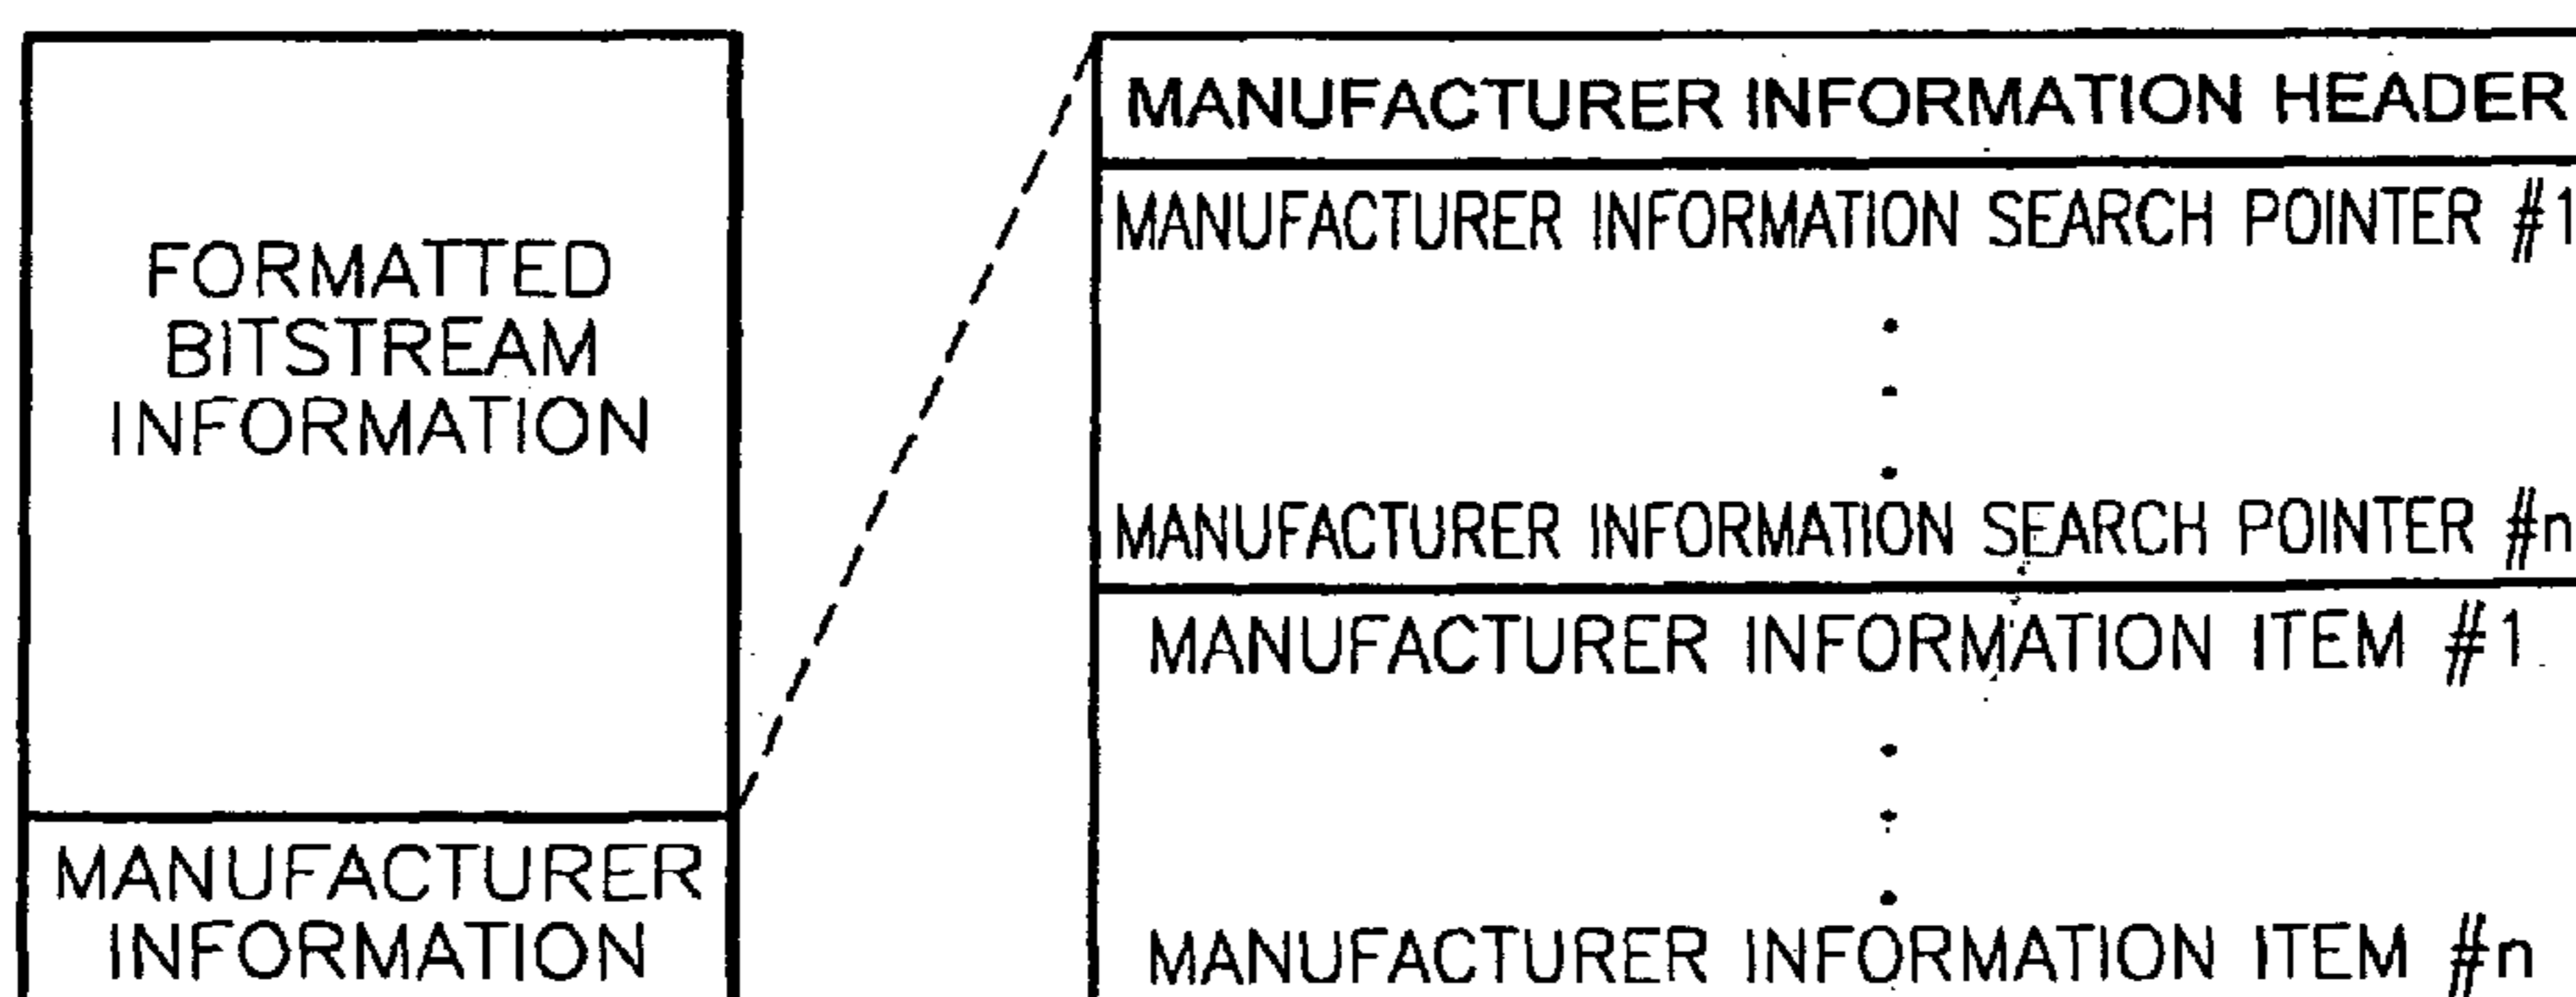 FORMATTED
BITSTREAM
INFORMATION
MANUFACTURER
INFORMATION
MANUFACTURER INFORMATION HEADER
MANUFACTURER INFORMATION SEARCH POINTER #1
MANUFACTURER INFORMATION SEARCH POINTER #n
MANUFACTURER INFORMATION ITEM #1
MANUFACTURER INFORMATION ITEM #n